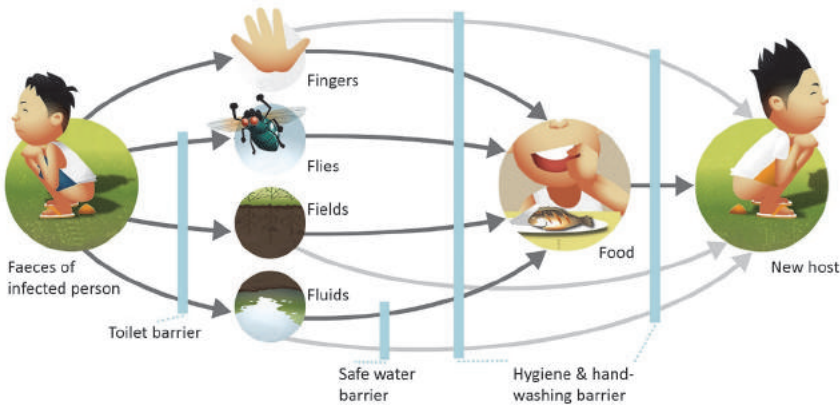 Fingers
Flies
Fields
Fluids
Faeces of
infected person
Toilet barrier
Food
New host
Safe water
barrier
Hygiene & hand-
washing barrier